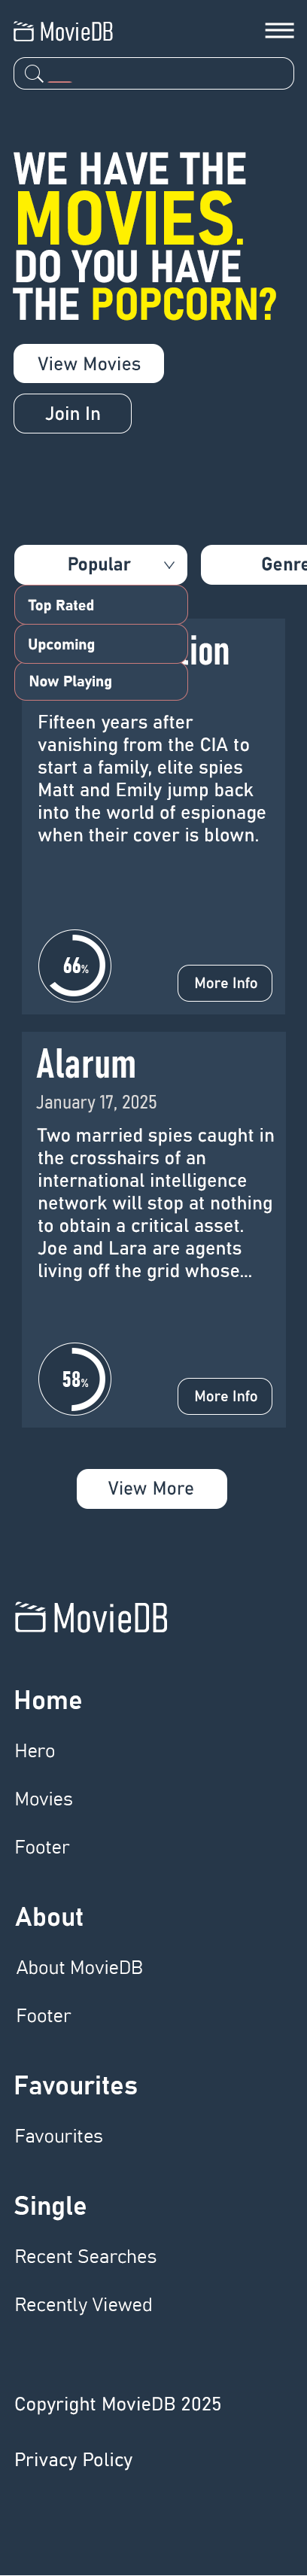 MovieDB
WE HAVE THE
MOVIES.
DO YOU HAVE
THE POPCORN?
View Movies
Join In
Popular
Genre
Top Rated
Upcoming
Now Playing
Fifteen years after
vanishing from the CIA to
start a family, elite spies
Matt and Emily jump back
into the world of espionage
when their cover is blown.
66%
More Info
Alarum
January 17, 2025
Two married spies caught in
the crosshairs of an
international intelligence
network will stop at nothing
to obtain a critical asset.
Joe and Lara are agents
living off the grid whose...
58%
More Info
View More
MovieDB
Home
Hero
Movies
Footer
About
About MovieDB
Footer
Favourites
Favourites
Single
Recent Searches
Recently Viewed
Copyright MovieDB 2025
Privacy Policy